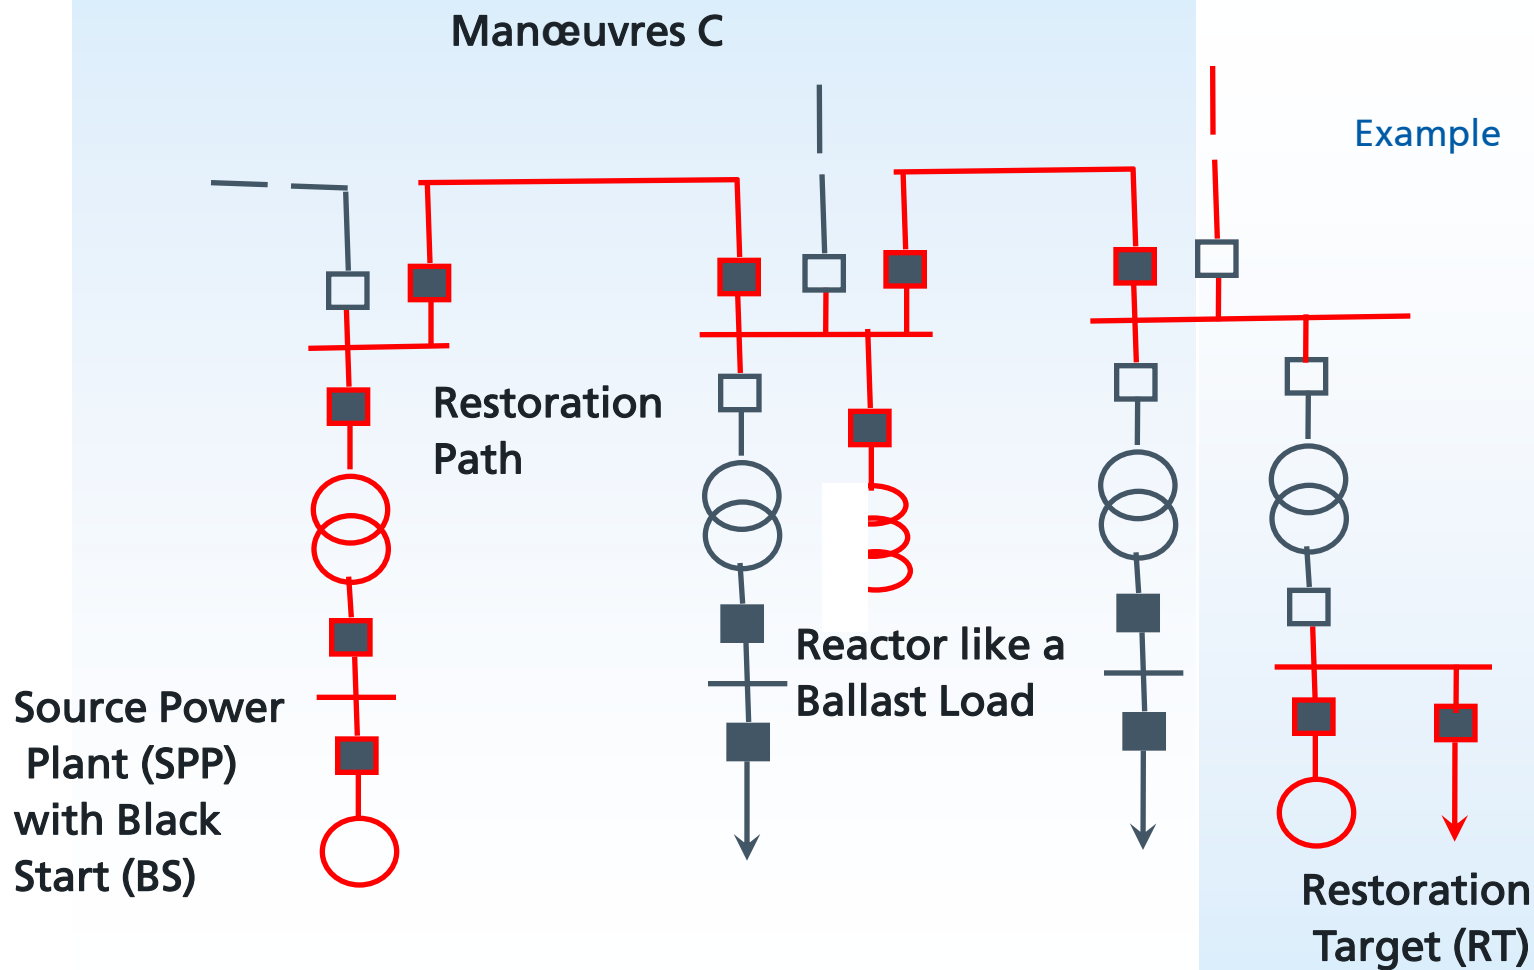 Manœuvres C
Example
Restoration
Path
Reactor like a
Ballast Load
Source Power
Plant (SPP)
with Black
Start (BS)
Restoration
Target (RT)